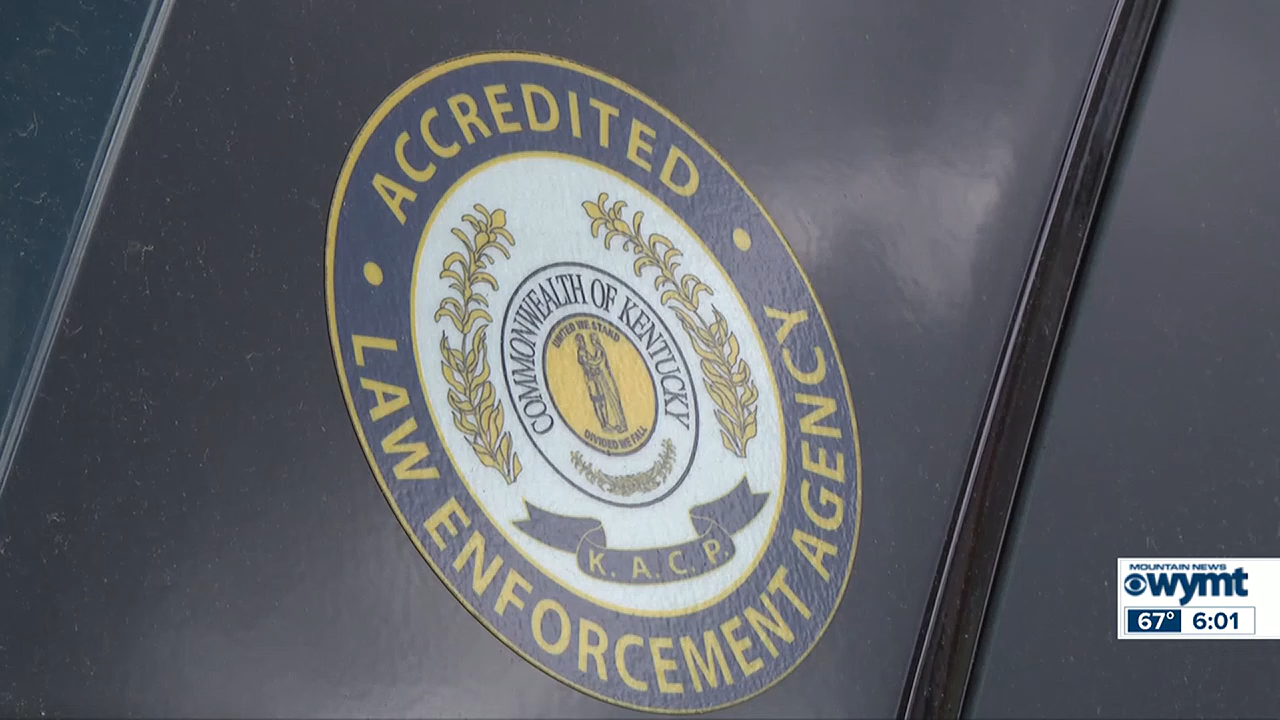 ACCREDITED
LAW ENFORCEMENT AGENCY
COMMONWEALTH OF KENTUCKY
UNITED WE STAND
DIVIDED WE FALL
K. A. C. P.
MOUNTAIN NEWS
wymt
67° 6:01